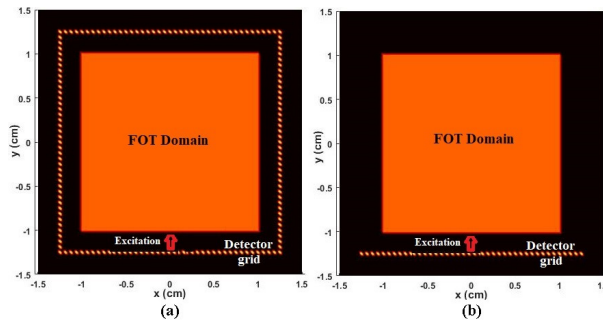 1.5
1
0.5
0
-0.5
-1
-1.5
y (cm)
FOT Domain
Excitation
Detector
grid
-1.5 -1 -0.5 0 0.5 1 1.5
x (cm)
(a)
1.5
1
0.5
0
-0.5
-1
-1.5
y (cm)
FOT Domain
Excitation
Detector
grid
-1.5 -1 -0.5 0 0.5 1 1.5
x (cm)
(b)